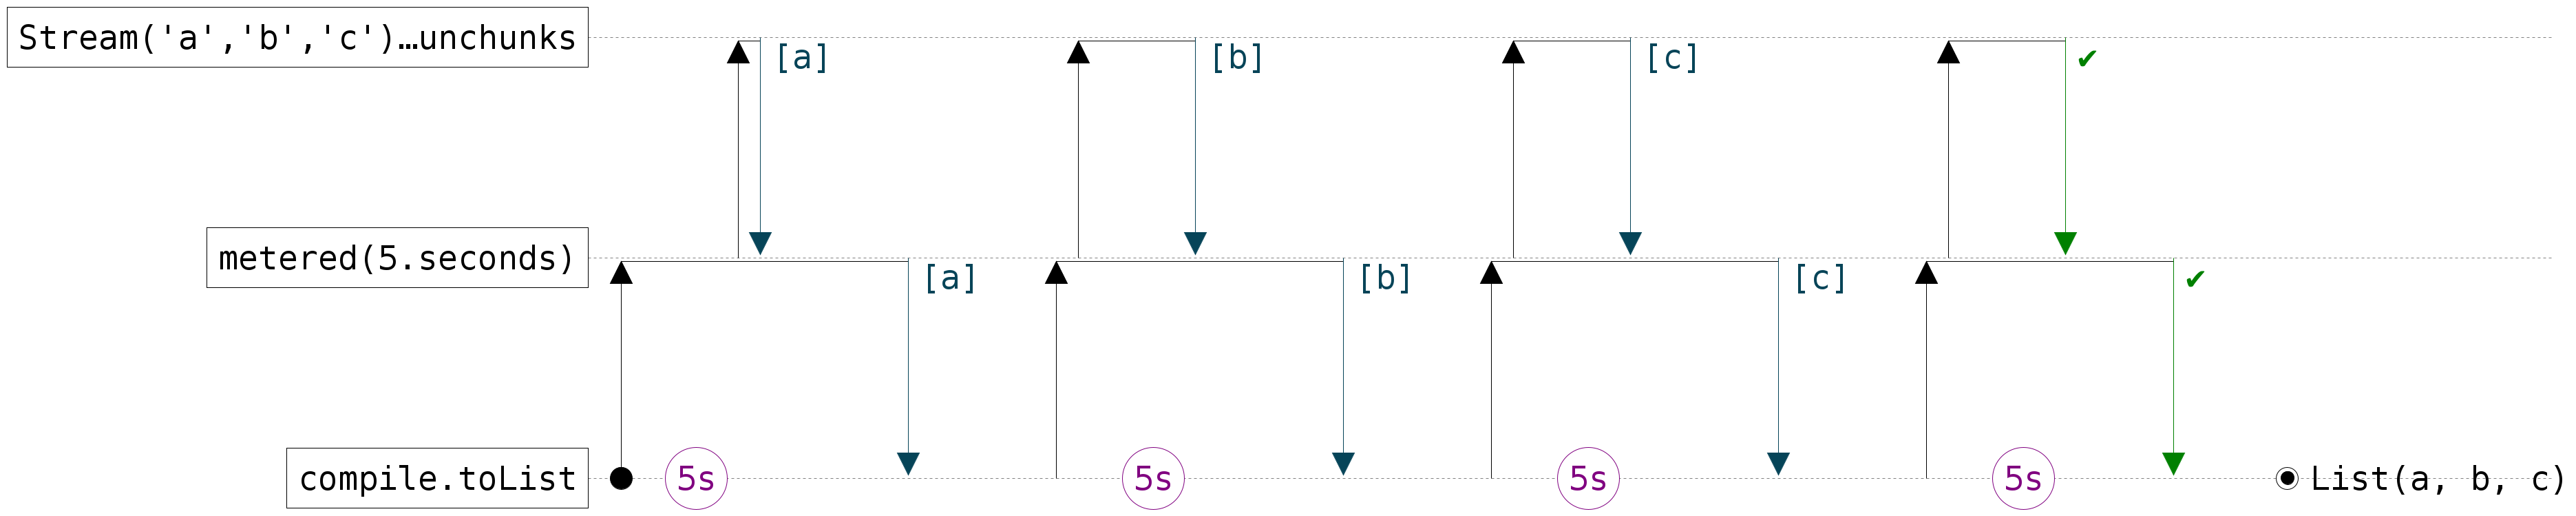 Stream('a','b','c')…unchunks
[a]
[b]
[c]
✔
metered(5.seconds)
[a]
[b]
[c]
✔
compile.toList
5s
5s
5s
5s
List(a, b, c)